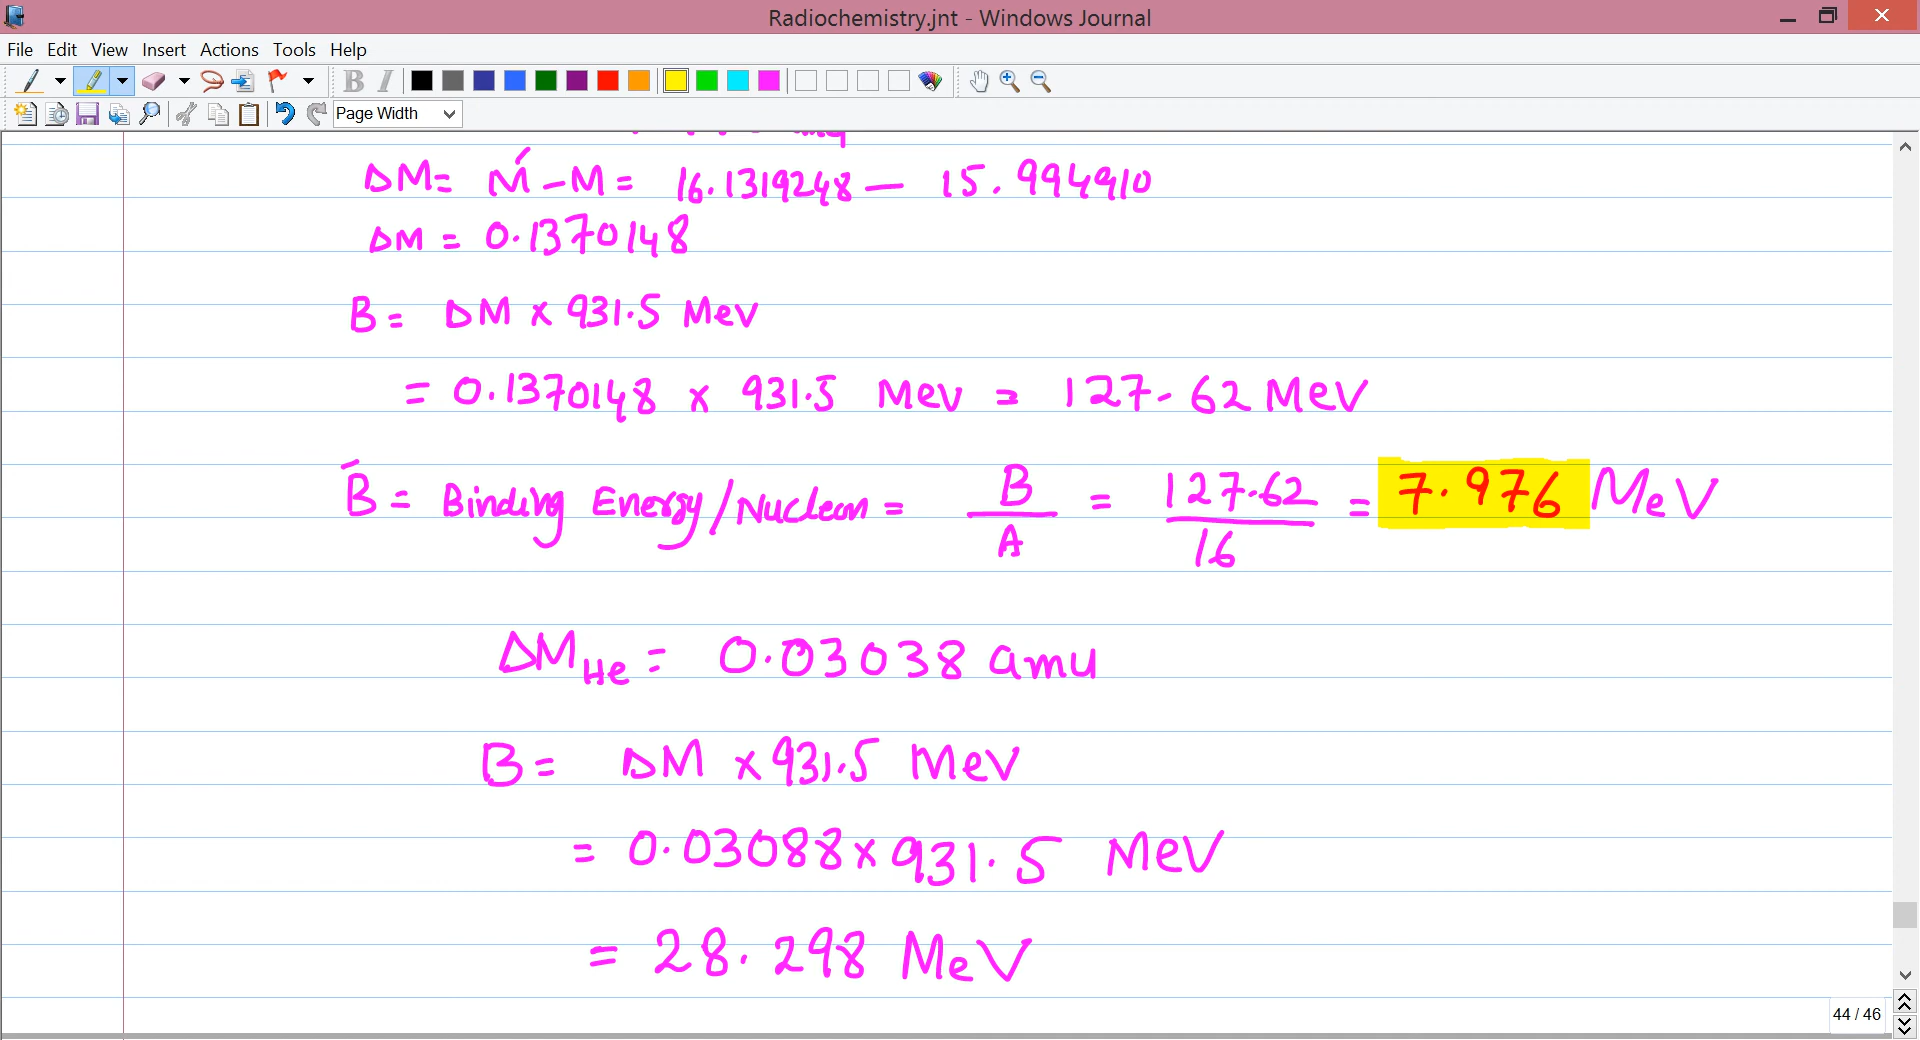 Radiochemistry.jnt - Windows Journal
File Edit View Insert Actions Tools Help
B I
Page Width
ΔM = M' – M = 16.1319248 – 15.994910
ΔM = 0.1370148
B = ΔM × 931.5 MeV
= 0.1370148 × 931.5 MeV = 127.62 MeV
B̄ = Binding Energy/Nucleon = B/A = 127.62/16 = 7.976 MeV
ΔM He = 0.03038 amu
B = ΔM × 931.5 MeV
= 0.03088 × 931.5 MeV
= 28.298 MeV
44 / 46